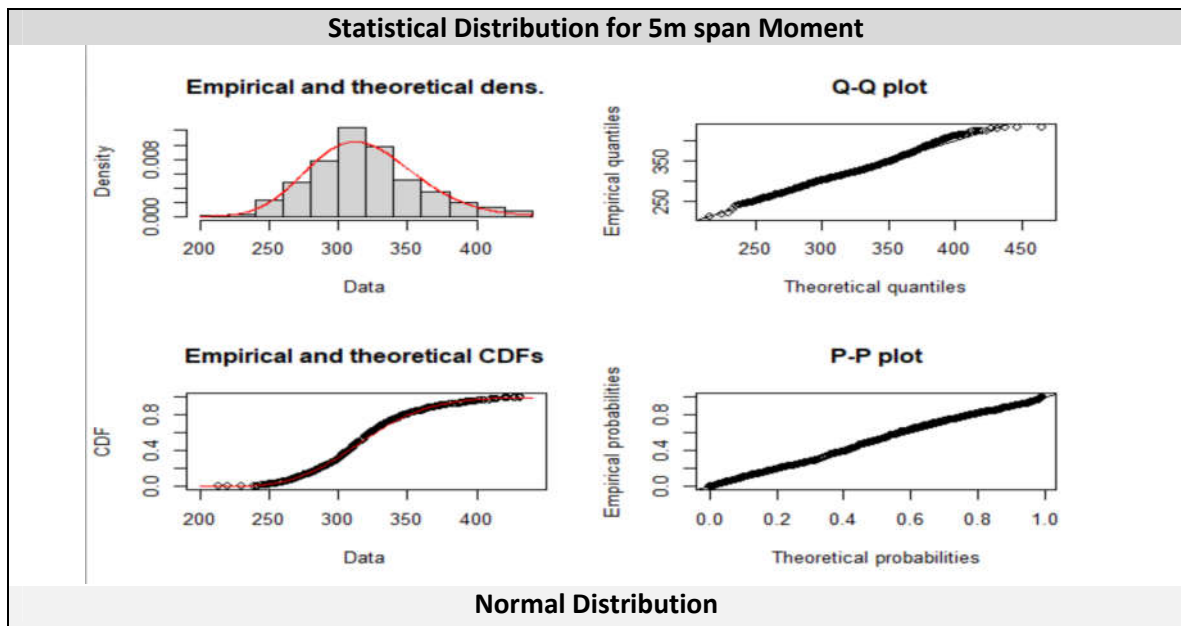 Statistical Distribution for 5m span Moment
Empirical and theoretical dens.
Density
0.000
0.008
200 250 300 350 400
Data
Q-Q plot
Empirical quantiles
250
350
250 300 350 400 450
Theoretical quantiles
Empirical and theoretical CDFs
CDF
0.0 0.4 0.8
200 250 300 350 400
Data
P-P plot
Empirical probabilities
0.0 0.4 0.8
0.0 0.2 0.4 0.6 0.8 1.0
Theoretical probabilities
Normal Distribution